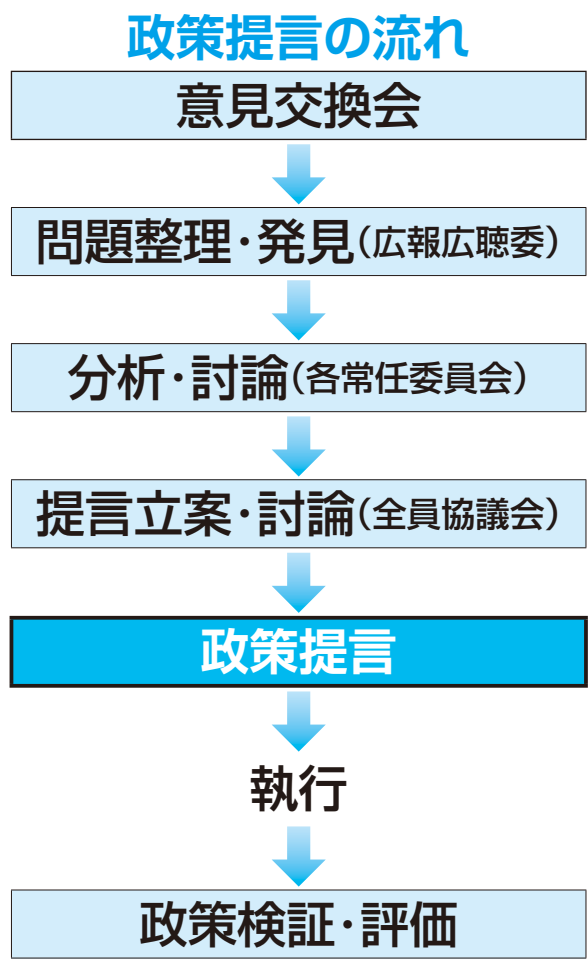 政策提言の流れ
意見交換会
問題整理・発見(広報広聴委)
分析・討論(各常任委員会)
提言立案・討論(全員協議会)
政策提言
執行
政策検証・評価